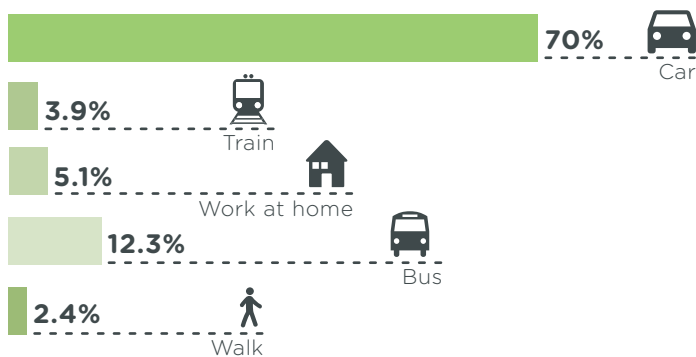 70%
Car
3.9%
Train
5.1%
Work at home
12.3%
Bus
2.4%
Walk